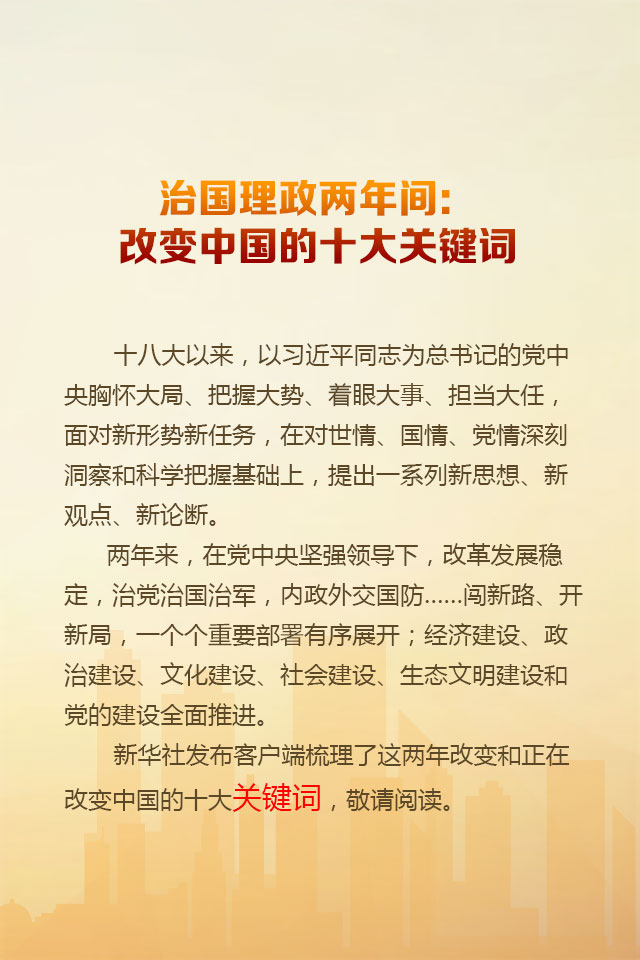 治国理政两年间：
改变中国的十大关键词
十八大以来，以习近平同志为总书记的党中
央胸怀大局、把握大势、着眼大事、担当大任，
面对新形势新任务，在对世情、国情、党情深刻
洞察和科学把握基础上，提出一系列新思想、新
观点、新论断。
两年来，在党中央坚强领导下，改革发展稳
定，治党治国治军，内政外交国防……闯新路、开
新局，一个个重要部署有序展开；经济建设、政
治建设、文化建设、社会建设、生态文明建设和
党的建设全面推进。
新华社发布客户端梳理了这两年改变和正在
改变中国的十大关键词，敬请阅读。